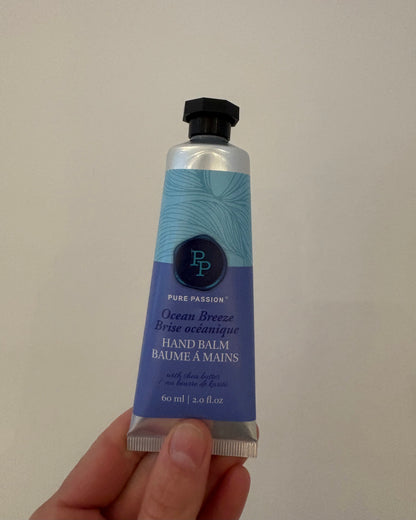 PP
PURE PASSION™
Ocean Breeze
Brise océanique
HAND BALM
BAUME Á MAINS
with shea butter
au beurre de karité
60 ml | 2.0 fl.oz